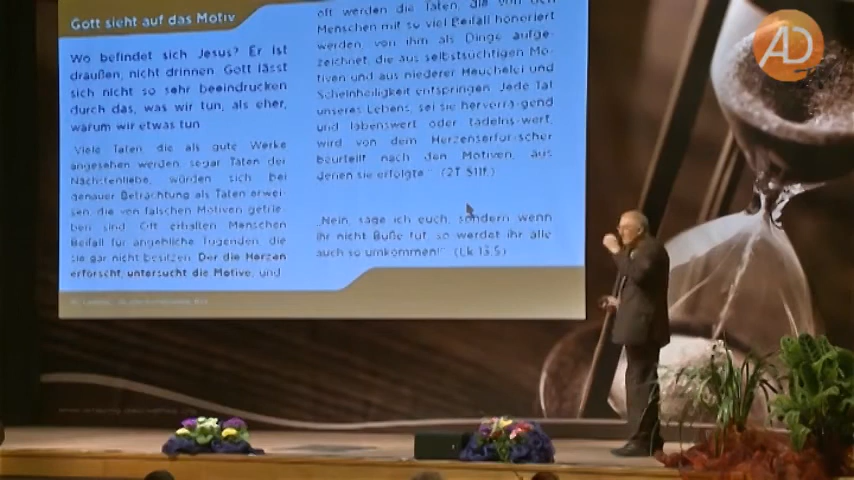 Gott sieht auf das Motiv
Wo befindet sich Jesus? Er ist
draußen, nicht drinnen. Gott lässt
sich nicht so sehr beeindrucken
durch das, was wir tun, als eher,
warum wir etwas tun
Viele Taten, die als gute Werke
angesehen werden, sogar Taten der
Nächstenliebe, würden sich bei
genauer Betrachtung als Taten erwei-
sen, die von falschen Motiven getrie-
ben sind. Oft erhalten Menschen
Beifall für angebliche Tugenden, die
sie gar nicht besitzen. Der die Herzen
erforscht, untersucht die Motive, und
oft werden die Taten, die von den
Menschen mit so viel Beifall honoriert
werden, von ihm als Dinge aufge-
zeichnet, die aus selbstsüchtigen Mo-
tiven und aus niederer Heuchelei und
Scheinheiligkeit entspringen. Jede Tat
unseres Lebens, sei sie hervorra-gend
und lobenswert oder tadelns-wert,
wird von dem Herzenserfor-scher
beurteilt nach den Motiven, aus
denen sie erfolgte." (2T 511f.)
„Nein, sage ich euch, sondern wenn
ihr nicht Buße tut, so werdet ihr alle
auch so umkommen!" (Lk 13,5)
AD